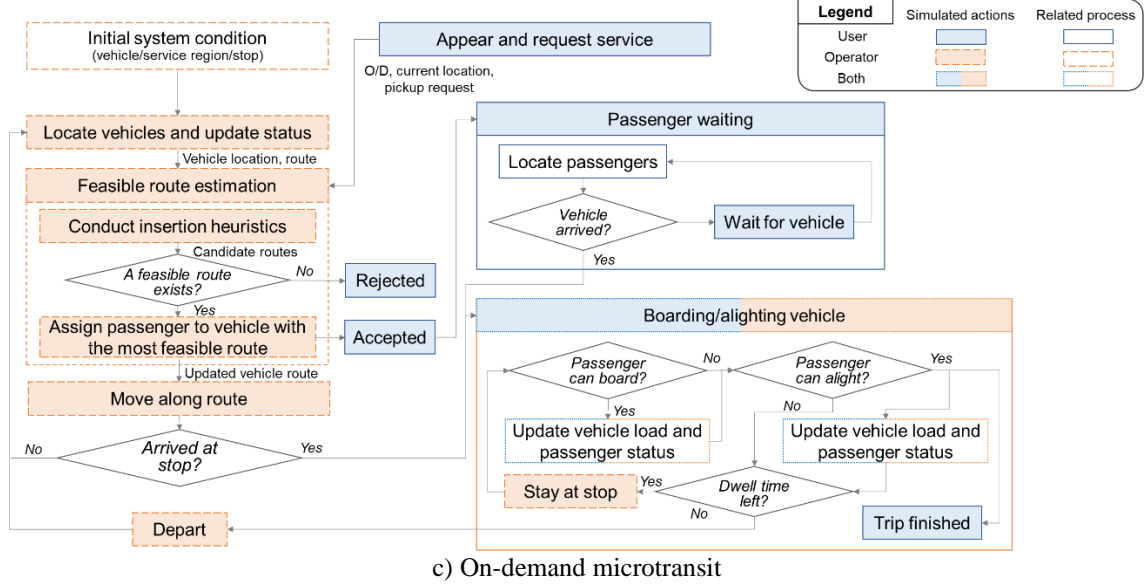 Legend
Simulated actions
Related process
User
Operator
Both
Initial system condition
(vehicle/service region/stop)
Appear and request service
O/D, current location,
pickup request
Locate vehicles and update status
Vehicle location, route
Feasible route estimation
Conduct insertion heuristics
Candidate routes
A feasible route
exists?
No
Rejected
Yes
Assign passenger to vehicle with
the most feasible route
Accepted
Updated vehicle route
Move along route
No
Arrived at
stop?
Yes
Depart
Passenger waiting
Locate passengers
Vehicle
arrived?
Wait for vehicle
Yes
Boarding/alighting vehicle
Passenger
can board?
No
Passenger
can alight?
Yes
Yes
No
Update vehicle load and
passenger status
Update vehicle load and
passenger status
Stay at stop
Yes
Dwell time
left?
No
Trip finished
c) On-demand microtransit